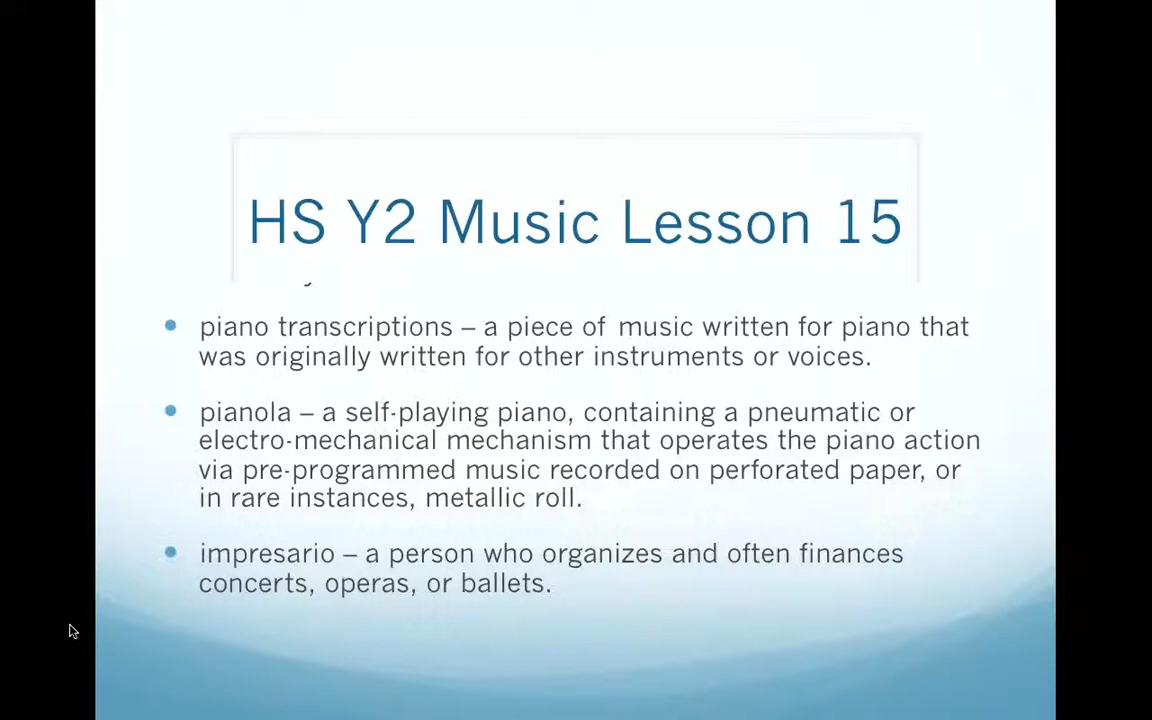 HS Y2 Music Lesson 15
piano transcriptions – a piece of music written for piano that
was originally written for other instruments or voices.
pianola – a self-playing piano, containing a pneumatic or
electro-mechanical mechanism that operates the piano action
via pre-programmed music recorded on perforated paper, or
in rare instances, metallic roll.
impresario – a person who organizes and often finances
concerts, operas, or ballets.